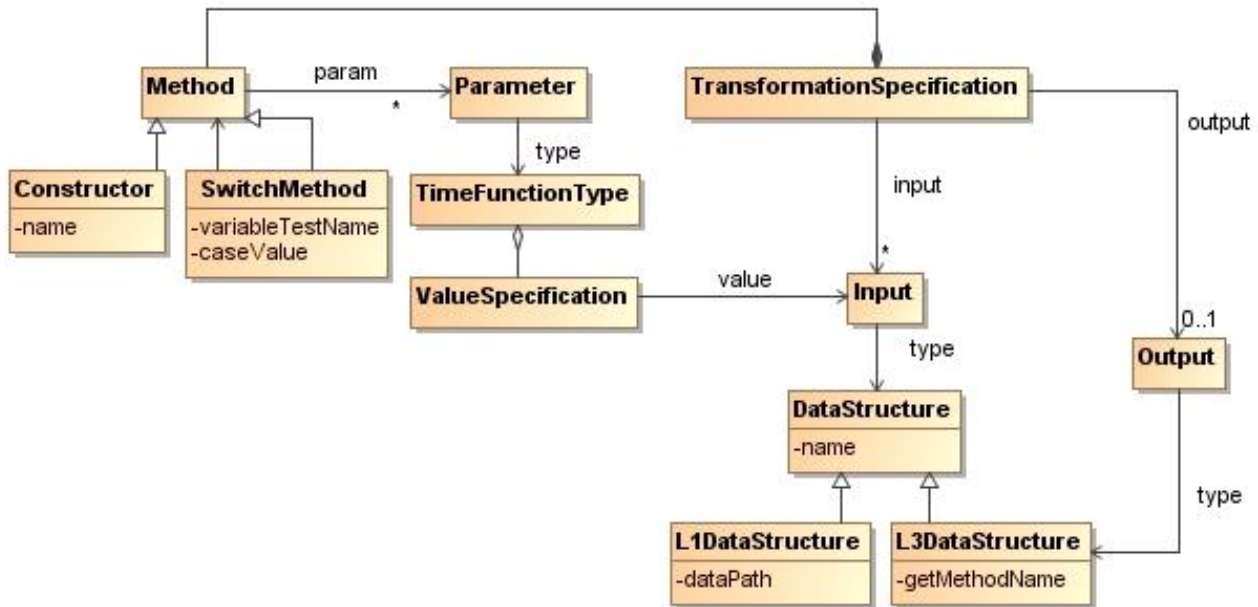 param
Method
Parameter
TransformationSpecification
*
output
type
input
Constructor
SwitchMethod
TimeFunctionType
-name
-variableTestName
-caseValue
*
value
ValueSpecification
Input
0..1
type
Output
DataStructure
-name
type
L1DataStructure
L3DataStructure
-dataPath
-getMethodName